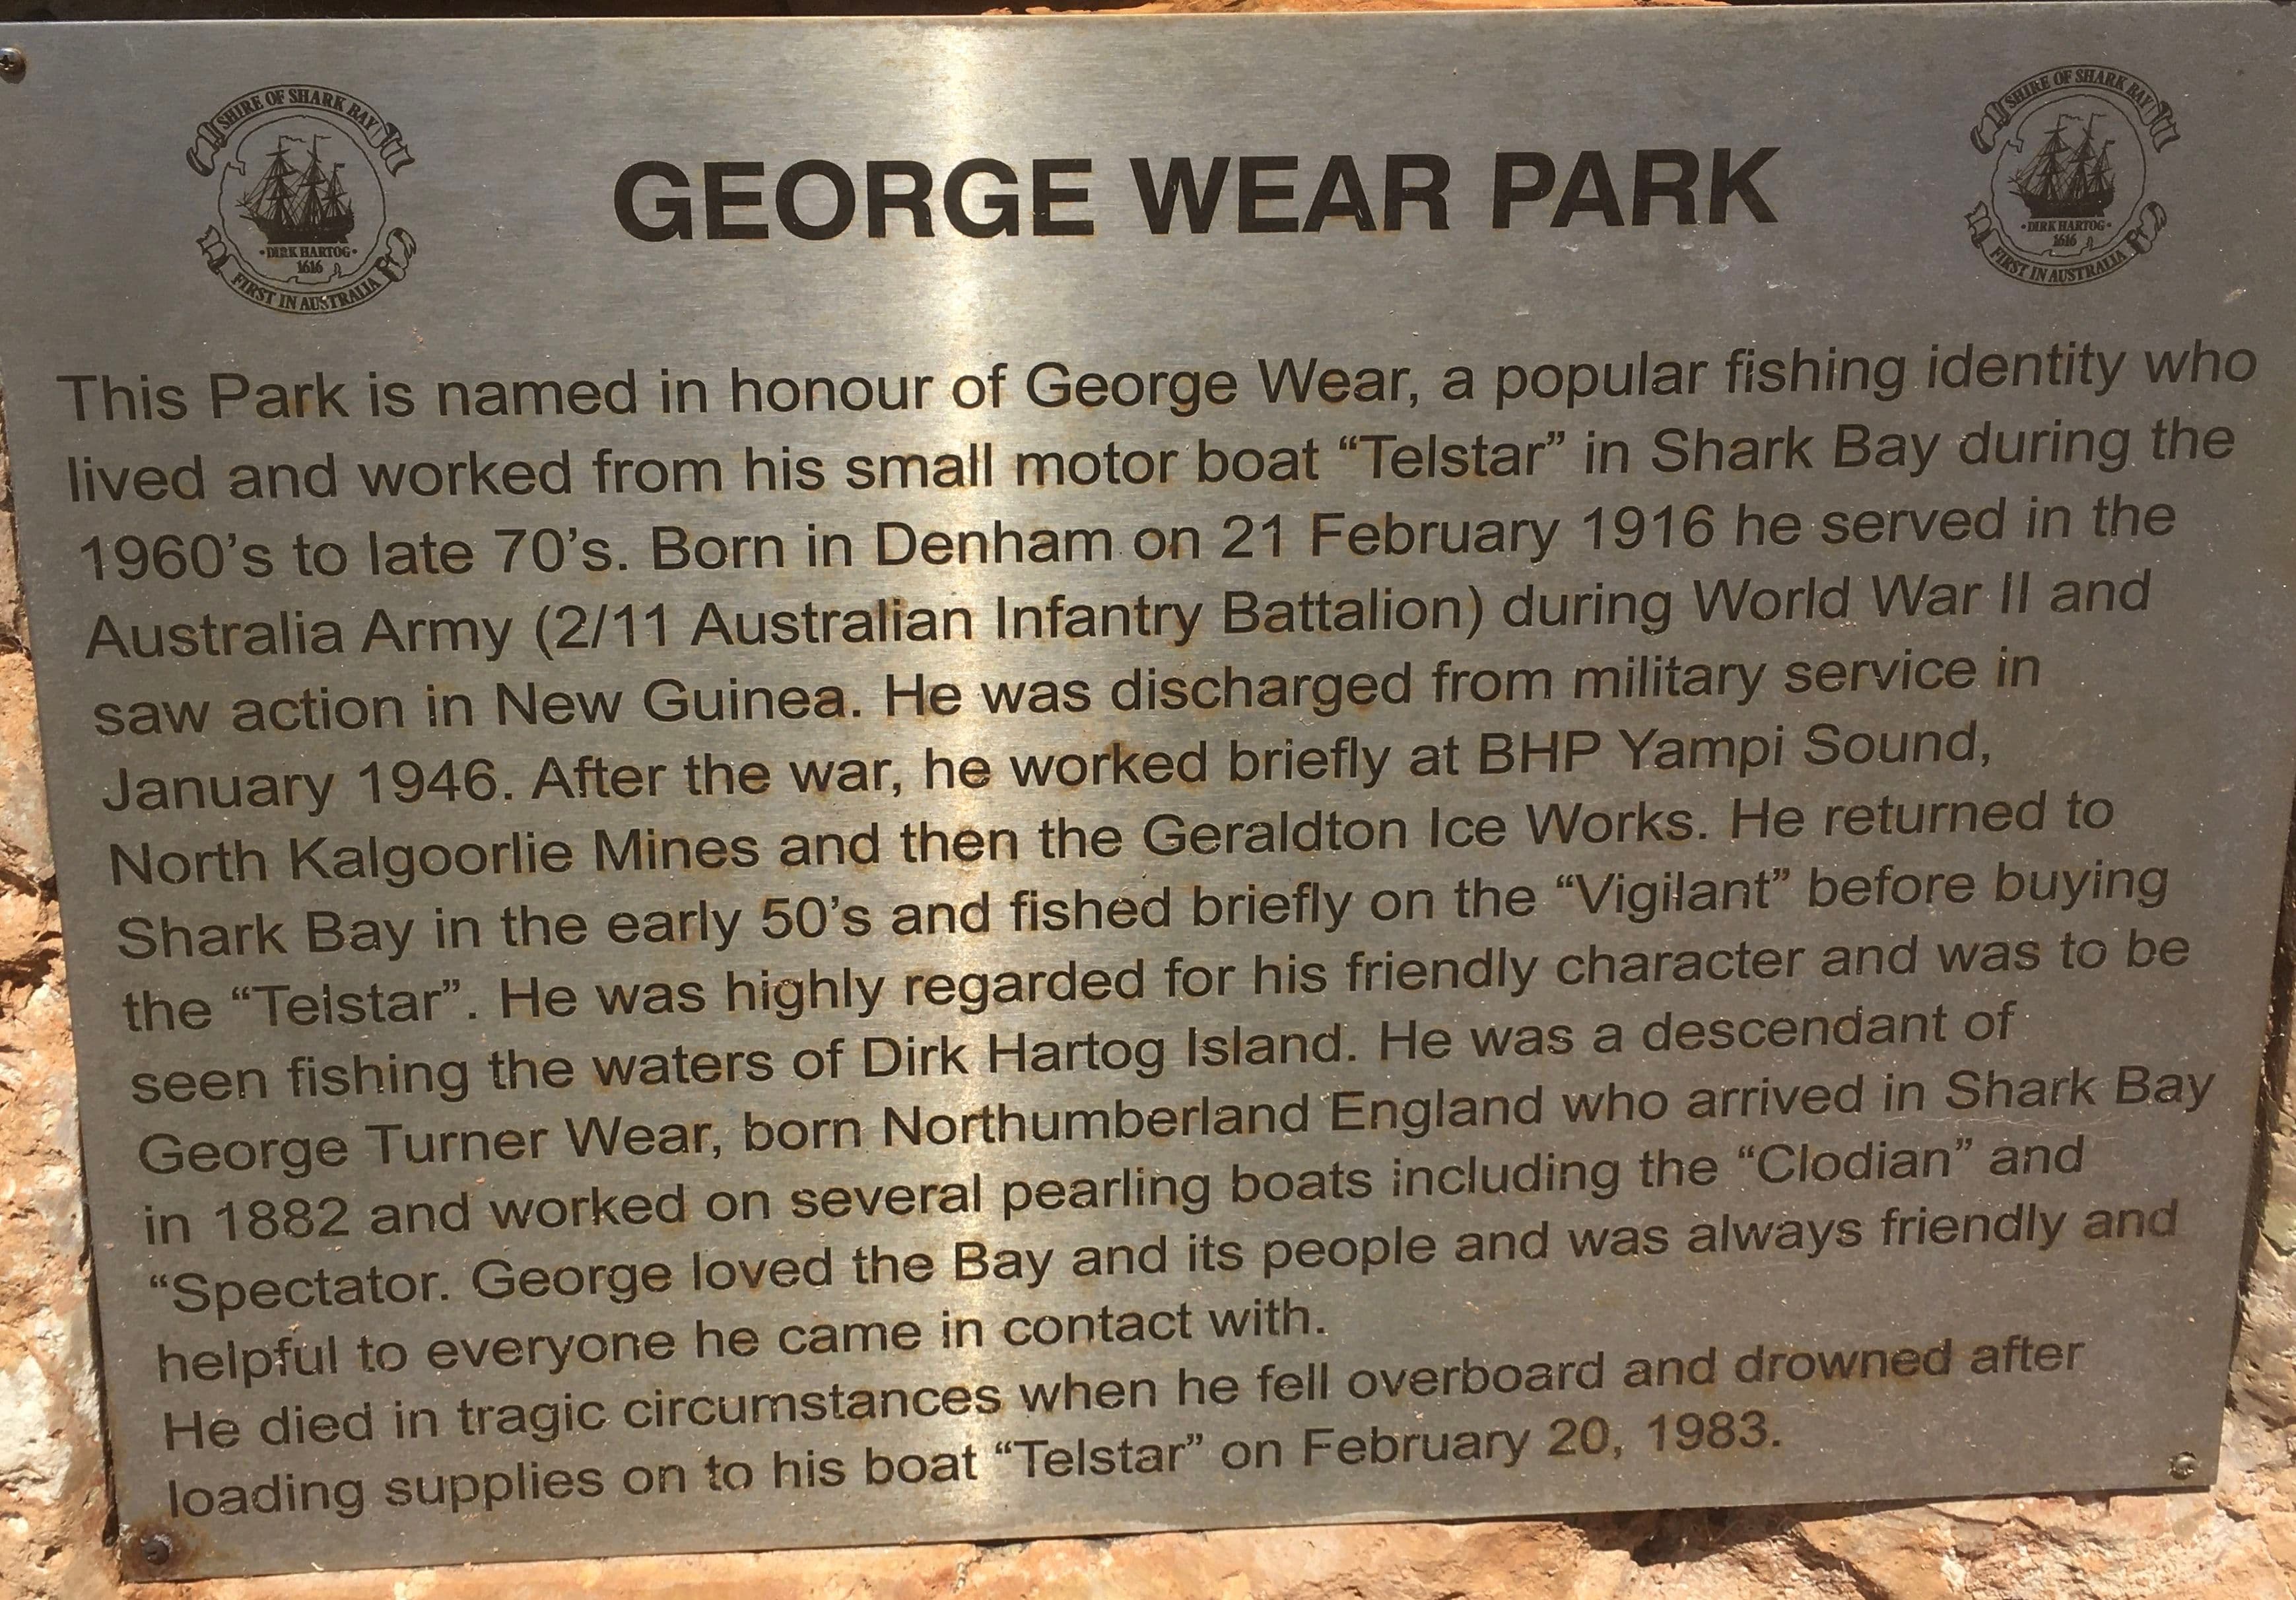 SHIRE OF SHARK BAY
DIRK HARTOG
1616
FIRST IN AUSTRALIA
GEORGE WEAR PARK
SHIRE OF SHARK BAY
DIRK HARTOG
1616
FIRST IN AUSTRALIA
This Park is named in honour of George Wear, a popular fishing identity who
lived and worked from his small motor boat “Telstar” in Shark Bay during the
1960’s to late 70’s. Born in Denham on 21 February 1916 he served in the
Australia Army (2/11 Australian Infantry Battalion) during World War II and
saw action in New Guinea. He was discharged from military service in
January 1946. After the war, he worked briefly at BHP Yampi Sound,
North Kalgoorlie Mines and then the Geraldton Ice Works. He returned to
Shark Bay in the early 50’s and fished briefly on the “Vigilant” before buying
the “Telstar”. He was highly regarded for his friendly character and was to be
seen fishing the waters of Dirk Hartog Island. He was a descendant of
George Turner Wear, born Northumberland England who arrived in Shark Bay
in 1882 and worked on several pearling boats including the “Clodian” and
“Spectator. George loved the Bay and its people and was always friendly and
helpful to everyone he came in contact with.
He died in tragic circumstances when he fell overboard and drowned after
loading supplies on to his boat “Telstar” on February 20, 1983.